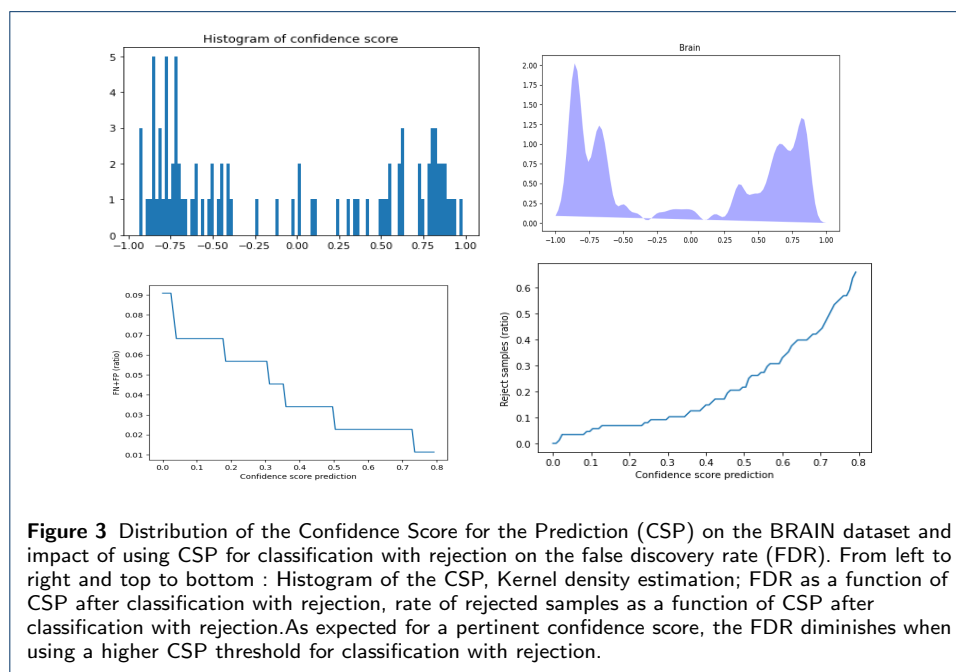 Histogram of confidence score
5
4
3
2
1
0
−1.00 −0.75 −0.50 −0.25 0.00 0.25 0.50 0.75 1.00
Brain
2.00
1.75
1.50
1.25
1.00
0.75
0.50
0.25
0.00
−1.00 −0.75 −0.50 −0.25 0.00 0.25 0.50 0.75 1.00
FN+FP (ratio)
0.09
0.08
0.07
0.06
0.05
0.04
0.03
0.02
0.01
0.0 0.1 0.2 0.3 0.4 0.5 0.6 0.7 0.8
Confidence score prediction
Reject samples (ratio)
0.6
0.5
0.4
0.3
0.2
0.1
0.0
0.0 0.1 0.2 0.3 0.4 0.5 0.6 0.7 0.8
Confidence score prediction
Figure 3 Distribution of the Confidence Score for the Prediction (CSP) on the BRAIN dataset and
impact of using CSP for classification with rejection on the false discovery rate (FDR). From left to
right and top to bottom : Histogram of the CSP, Kernel density estimation; FDR as a function of
CSP after classification with rejection, rate of rejected samples as a function of CSP after
classification with rejection.As expected for a pertinent confidence score, the FDR diminishes when
using a higher CSP threshold for classification with rejection.